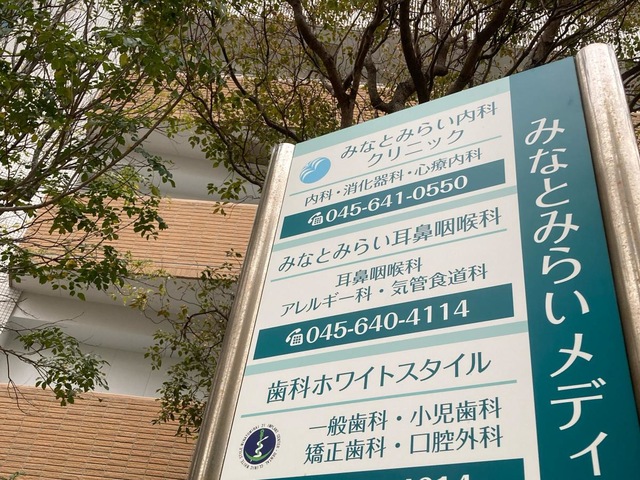 みなとみらい内科
クリニック
内科・消化器科・心療内科
045-641-0550
みなとみらい耳鼻咽喉科
耳鼻咽喉科
アレルギー科・気管食道科
045-640-4114
歯科ホワイトスタイル
一般歯科・小児歯科
矯正歯科・口腔外科
みなとみらいメディ